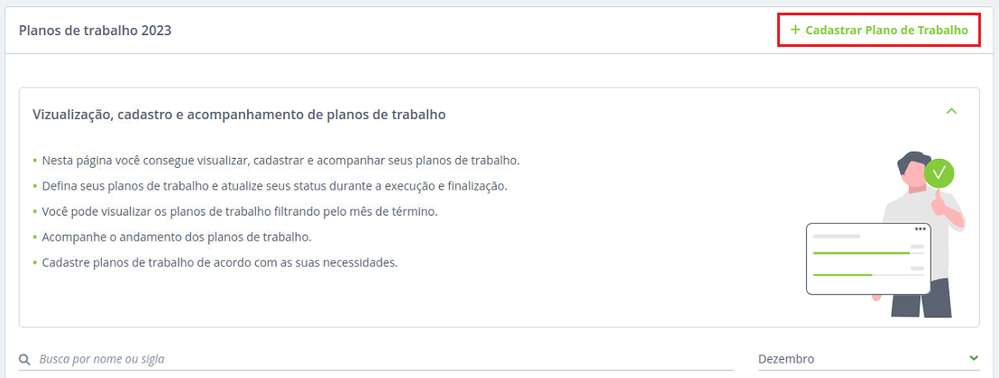 Planos de trabalho 2023
+ Cadastrar Plano de Trabalho
Vizualização, cadastro e acompanhamento de planos de trabalho
• Nesta página você consegue visualizar, cadastrar e acompanhar seus planos de trabalho.
• Defina seus planos de trabalho e atualize seus status durante a execução e finalização.
• Você pode visualizar os planos de trabalho filtrando pelo mês de término.
• Acompanhe o andamento dos planos de trabalho.
• Cadastre planos de trabalho de acordo com as suas necessidades.
Busca por nome ou sigla
Dezembro